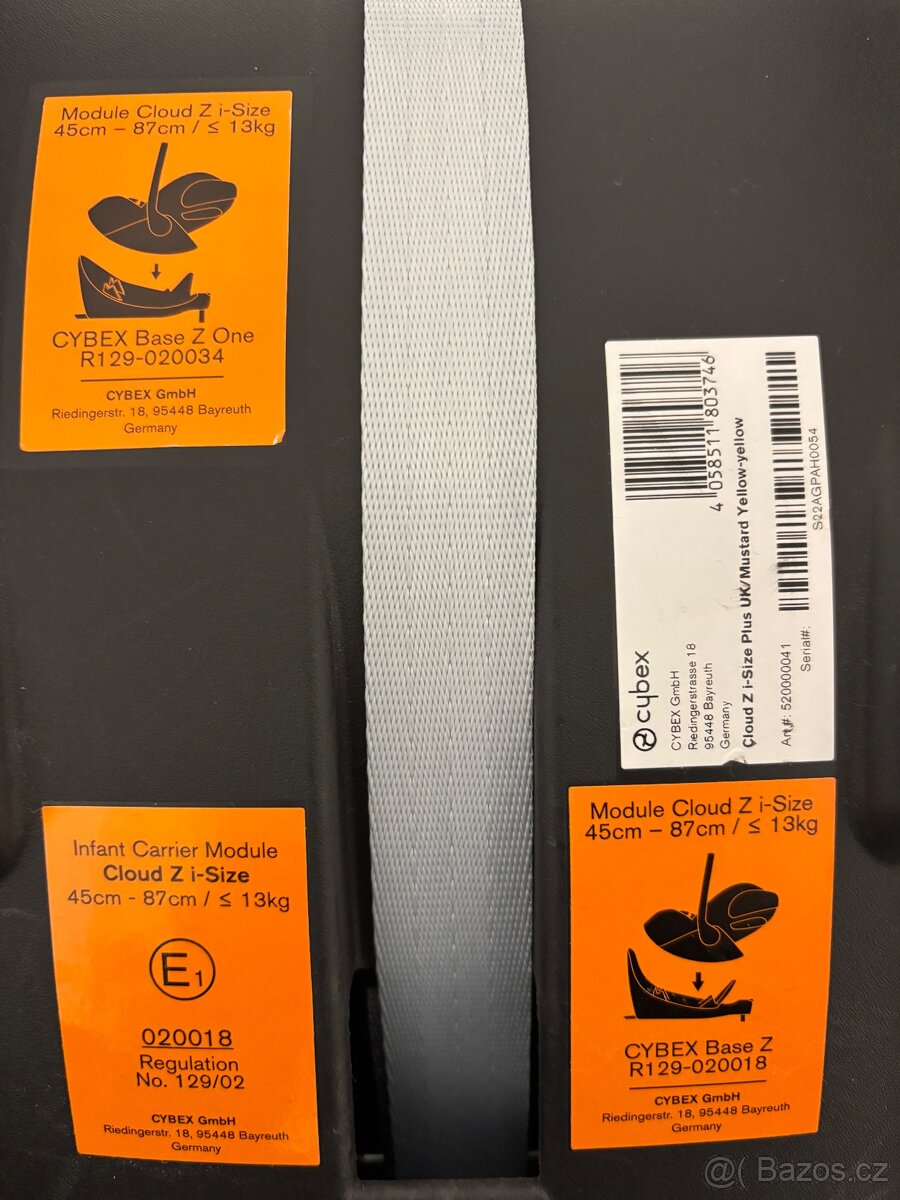 Module Cloud Z i-Size
45cm – 87cm / ≤ 13kg
CYBEX Base Z One
R129-020034
CYBEX GmbH
Riedingerstr. 18, 95448 Bayreuth
Germany
4 058511 803746
cybex
CYBEX GmbH
Riedingerstrasse 18
95448 Bayreuth
Germany
Cloud Z i-Size Plus UK/Mustard Yellow-yellow
Art.#: 520000041
Serial#:
S22AGPAH0054
Infant Carrier Module
Cloud Z i-Size
45cm - 87cm / ≤ 13kg
E1
020018
Regulation
No. 129/02
CYBEX GmbH
Riedingerstr. 18, 95448 Bayreuth
Germany
Module Cloud Z i-Size
45cm – 87cm / ≤ 13kg
CYBEX Base Z
R129-020018
CYBEX GmbH
Riedingerstr. 18, 95448 Bayreuth
Germany
@( Bazos.cz